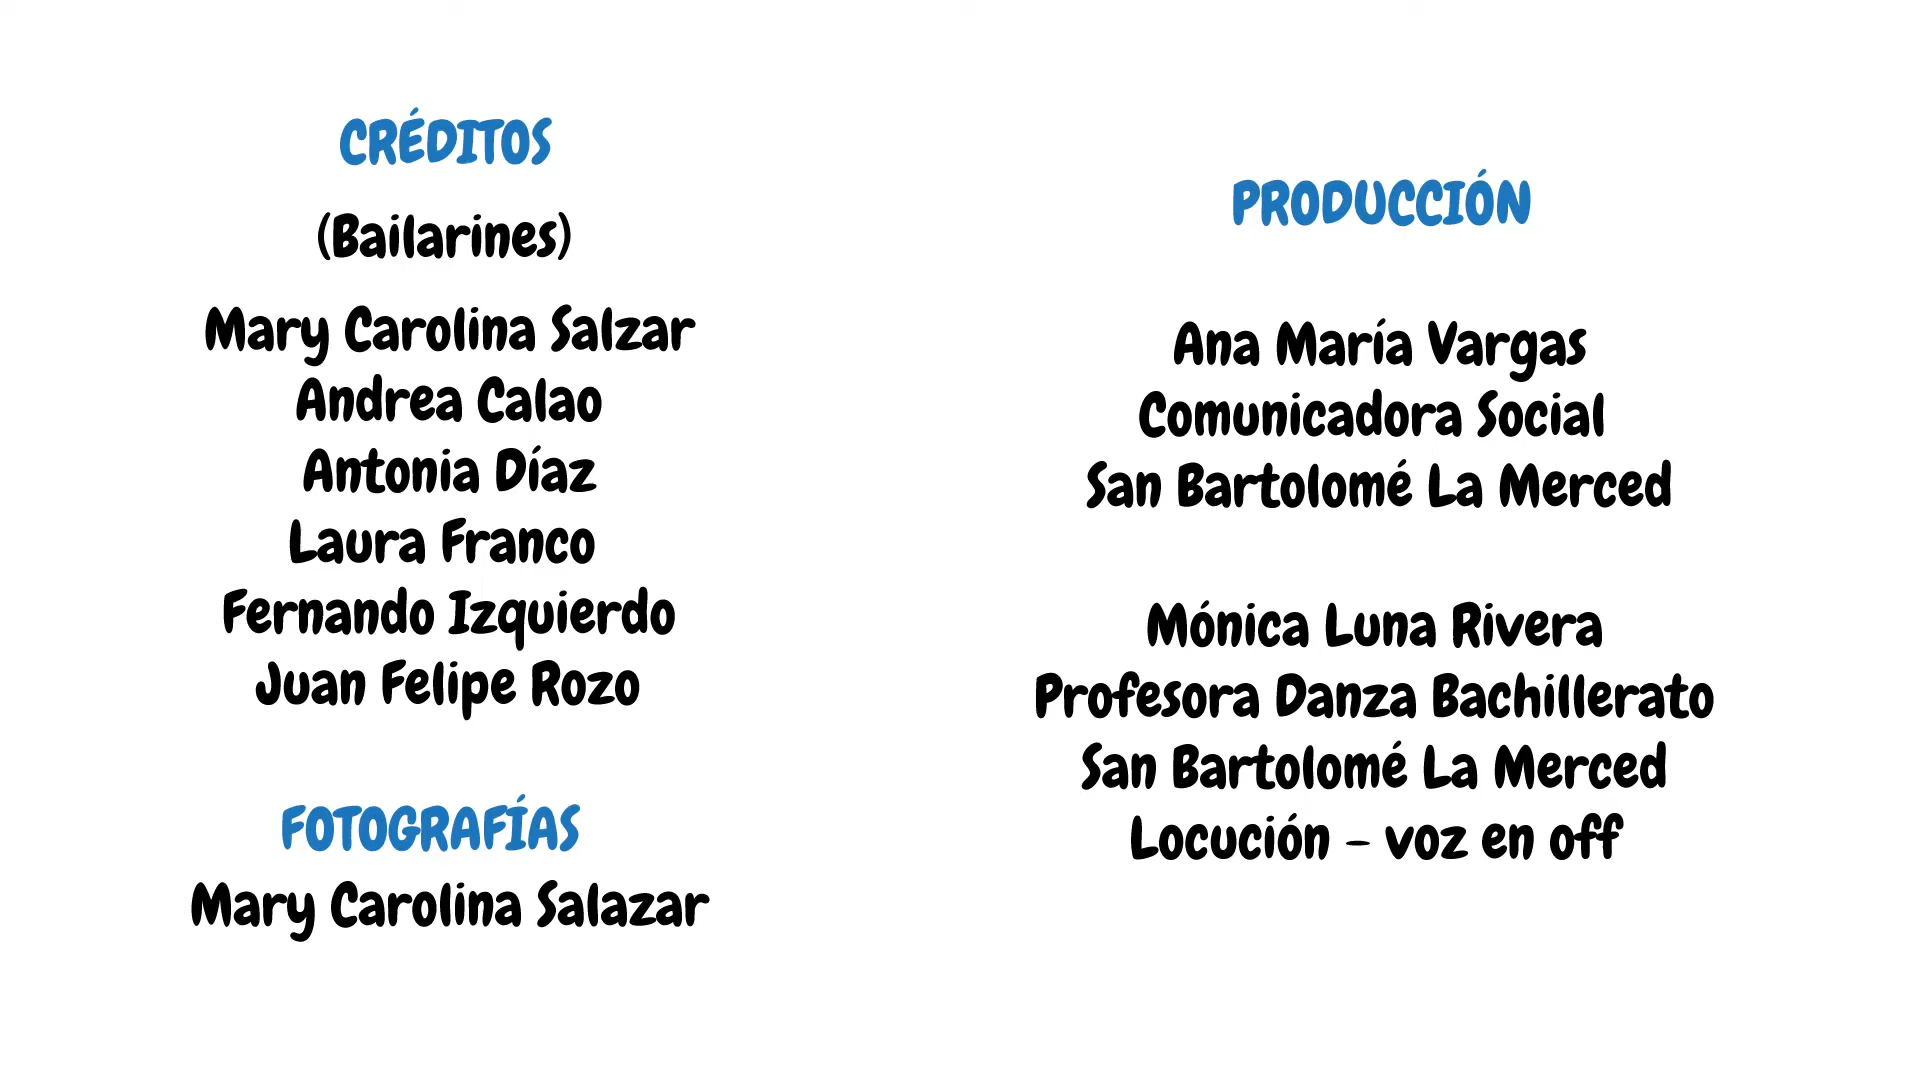 CRÉDITOS
(Bailarines)
Mary Carolina Salzar
Andrea Calao
Antonia Díaz
Laura Franco
Fernando Izquierdo
Juan Felipe Rozo
FOTOGRAFÍAS
Mary Carolina Salazar
PRODUCCIÓN
Ana María Vargas
Comunicadora Social
San Bartolomé La Merced
Mónica Luna Rivera
Profesora Danza Bachillerato
San Bartolomé La Merced
Locución - voz en off